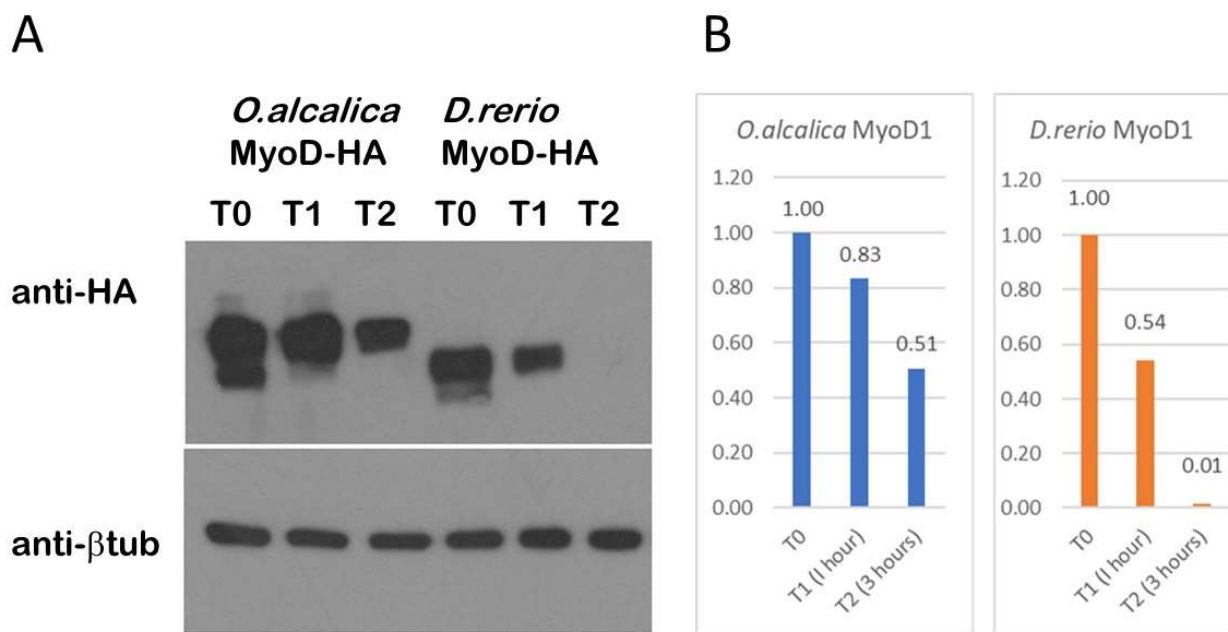 A
O.alcalica D.rerio
MyoD-HA MyoD-HA
T0 T1 T2 T0 T1 T2
anti-HA
anti-βtub
B
O.alcalica MyoD1
1.20
1.00
0.80
0.60
0.40
0.20
0.00
1.00
0.83
0.51
T0
T1 (I hour)
T2 (3 hours)
D.rerio MyoD1
1.20
1.00
0.80
0.60
0.40
0.20
0.00
1.00
0.54
0.01
T0
T1 (I hour)
T2 (3 hours)